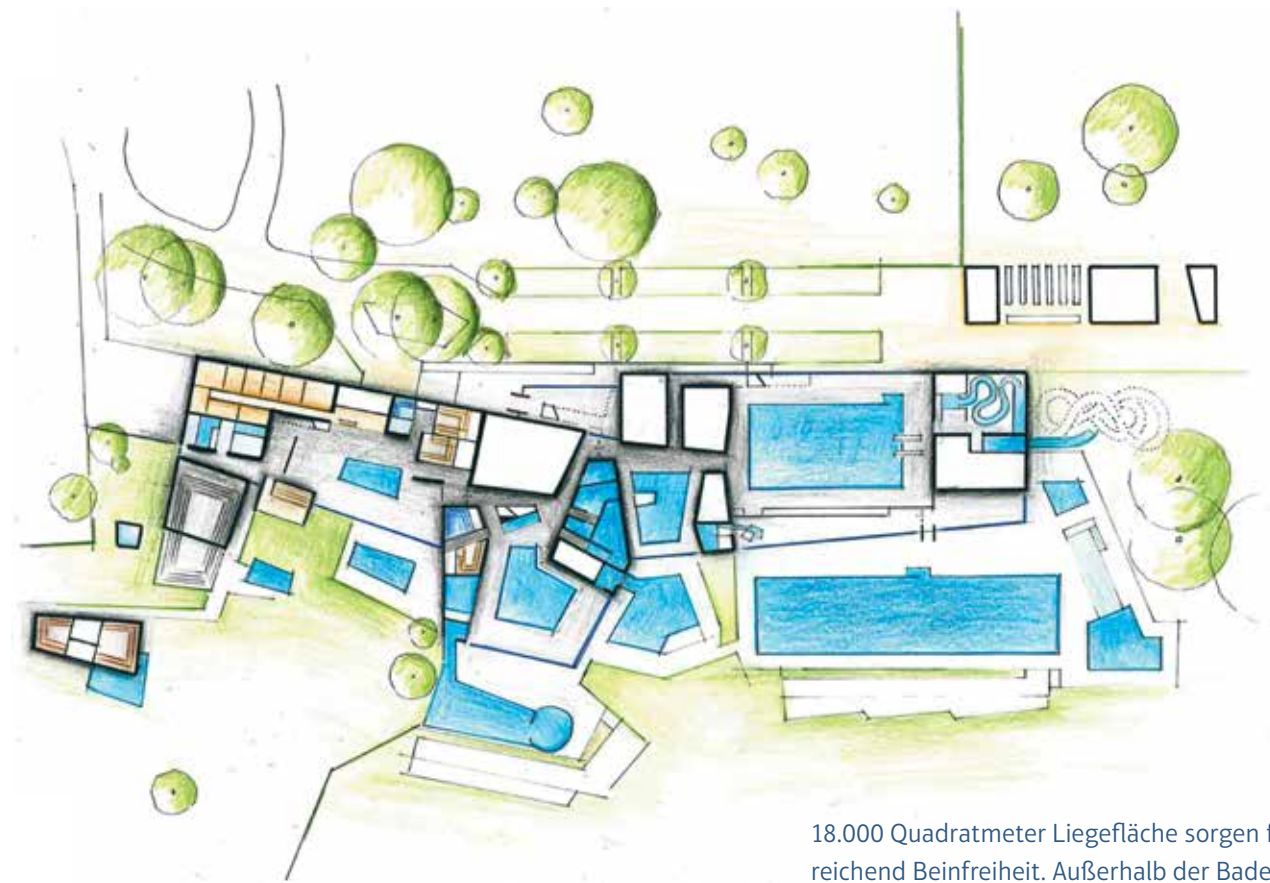 18.000 Quadratmeter Liegefläche sorgen
reichend Beinfreiheit. Außerhalb der Bade